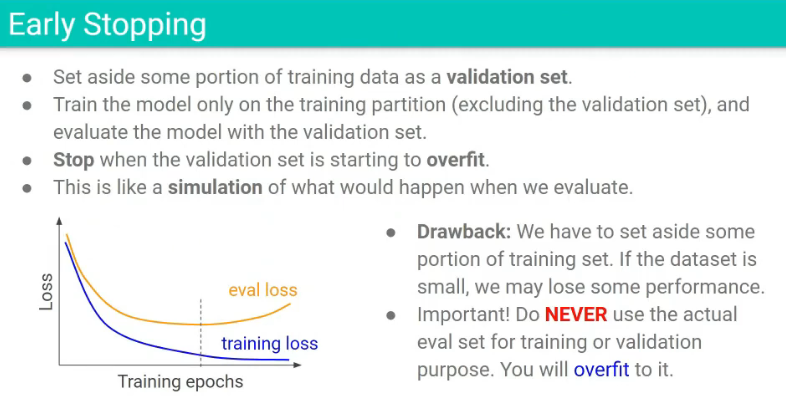 Early Stopping
● Set aside some portion of training data as a validation set.
● Train the model only on the training partition (excluding the validation set), and
evaluate the model with the validation set.
● Stop when the validation set is starting to overfit.
● This is like a simulation of what would happen when we evaluate.
Loss
eval loss
training loss
Training epochs
● Drawback: We have to set aside some
portion of training set. If the dataset is
small, we may lose some performance.
● Important! Do NEVER use the actual
eval set for training or validation
purpose. You will overfit to it.